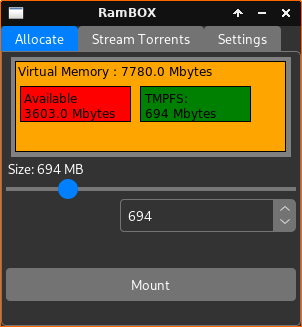 RamBOX
Allocate Stream Torrents Settings
Virtual Memory : 7780.0 Mbytes
Available TMPFS:
3603.0 Mbytes 694 Mbytes
Size: 694 MB
694
Mount